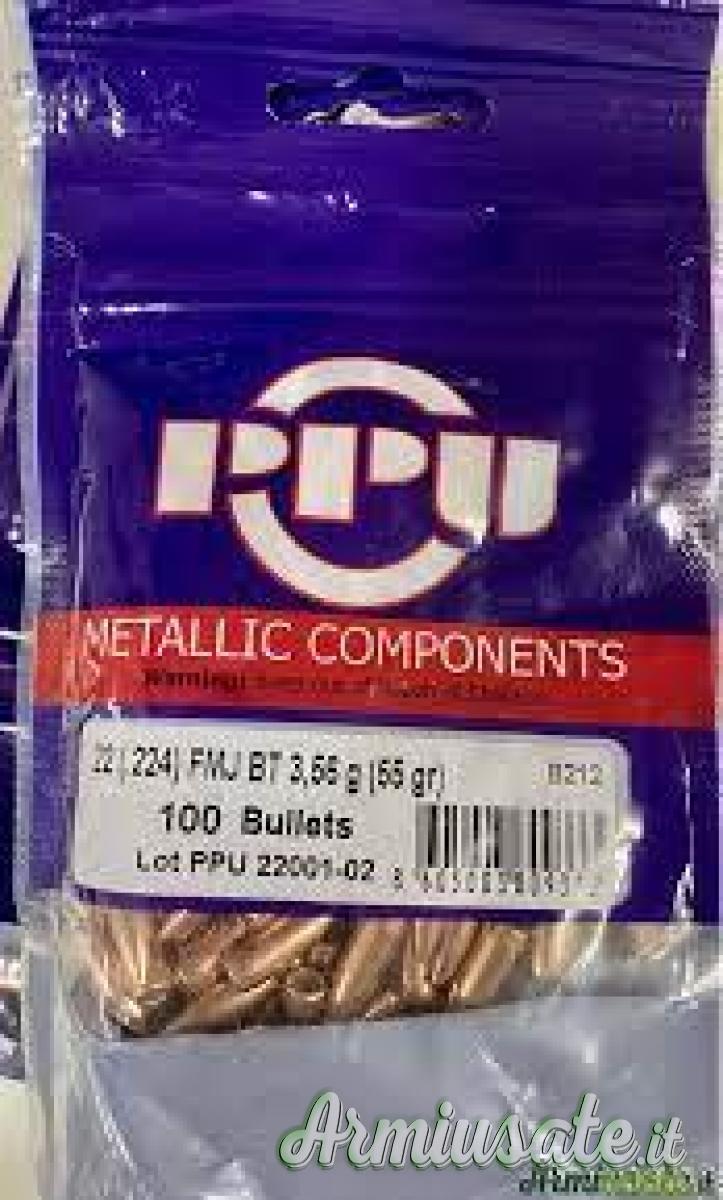 PPU
METALLIC COMPONENTS
Warning:
22 (.224) FMJ BT 3,56 g (55 gr)
B212
100 Bullets
Lot PPU 22001-02
Armiusate.it